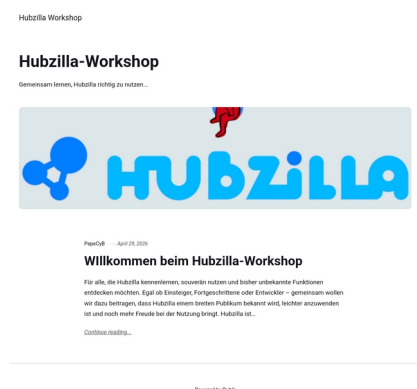 Hubzilla Workshop
Hubzilla-Workshop
Gemeinsam lernen, Hubzilla richtig zu nutzen...
HUBZiLLA
PepeCyB — April 29, 2026
WIllkommen beim Hubzilla-Workshop
Für alle, die Hubzilla kennenlernen, souverän nutzen und bisher unbekannte Funktionen
entdecken möchten. Egal ob Einsteiger, Fortgeschrittene oder Entwickler – gemeinsam wollen
wir dazu beitragen, dass Hubzilla einem breiten Publikum bekannt wird, leichter anzuwenden
ist und noch mehr Freude bei der Nutzung bringt. Hubzilla ist...
Continue reading...